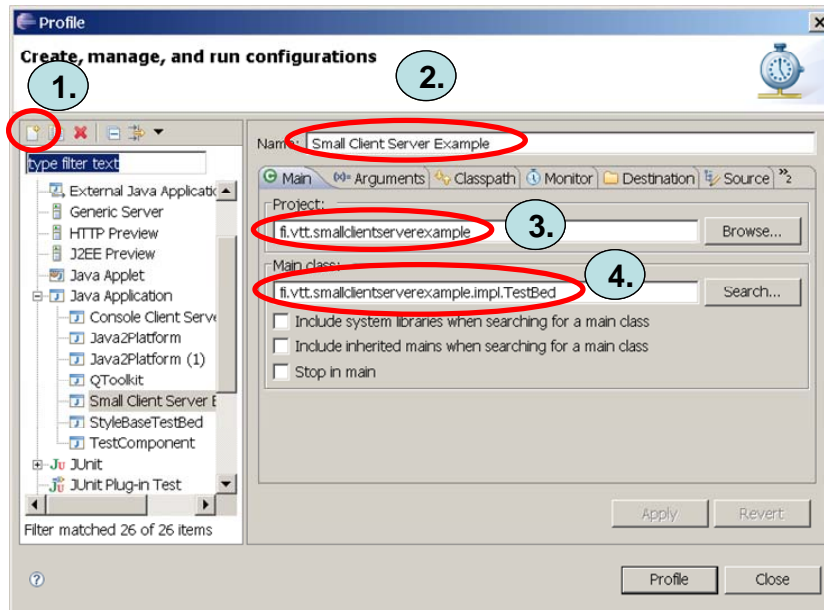 Profile
Create, manage, and run configurations
1.
2.
type filter text
External Java Applicatic
Generic Server
HTTP Preview
J2EE Preview
Java Applet
Java Application
Console Client Serve
Java2Platform
Java2Platform (1)
QToolkit
Small Client Server E
StyleBaseTestBed
TestComponent
Ju JUnit
JUnit Plug-in Test
Filter matched 26 of 26 items
Name: Small Client Server Example
Main (x)= Arguments Classpath Monitor Destination Source »2
Project:
fi.vtt.smallclientserverexample
3.
Browse...
Main class:
4.
fi.vtt.smallclientserverexample.impl.TestBed
Search...
Include system libraries when searching for a main class
Include inherited mains when searching for a main class
Stop in main
Apply Revert
Profile Close